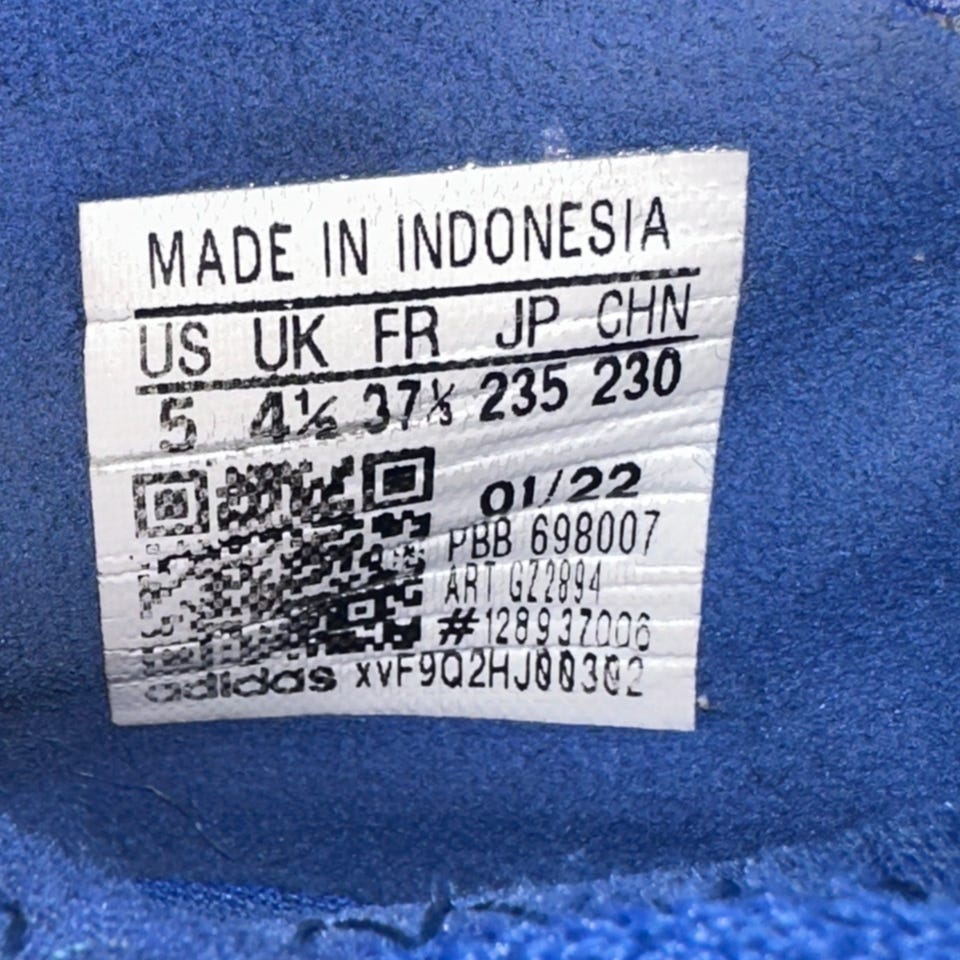 MADE IN INDONESIA
US UK FR JP CHN
5 4½ 37⅓ 235 230
01/22
PBB 698007
ART GZ2894
#128937006
adidas XVF9Q2HJ00302